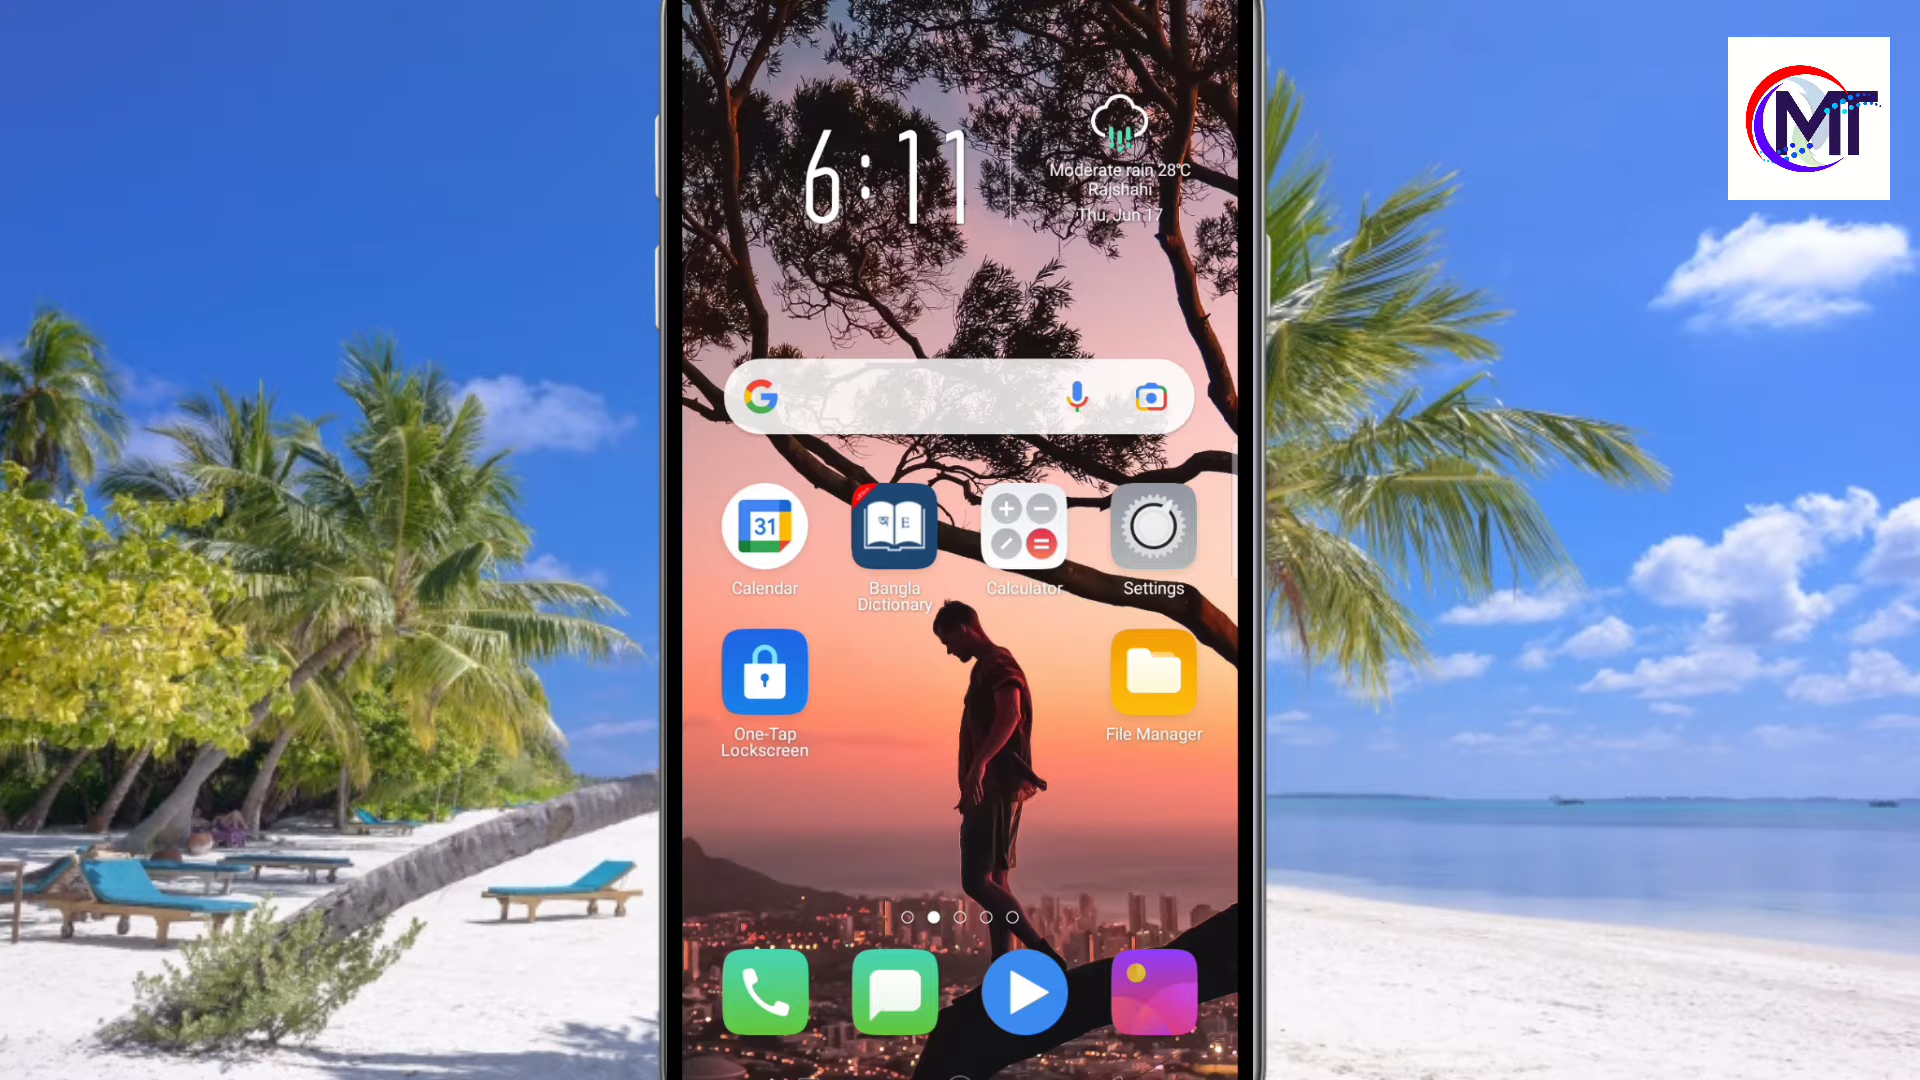 MT
6:11
Moderate rain 28°C
Rajshahi
Thu, Jun 17
31
অ E
Calendar
Bangla
Dictionary
Calculator
Settings
One-Tap
Lockscreen
File Manager